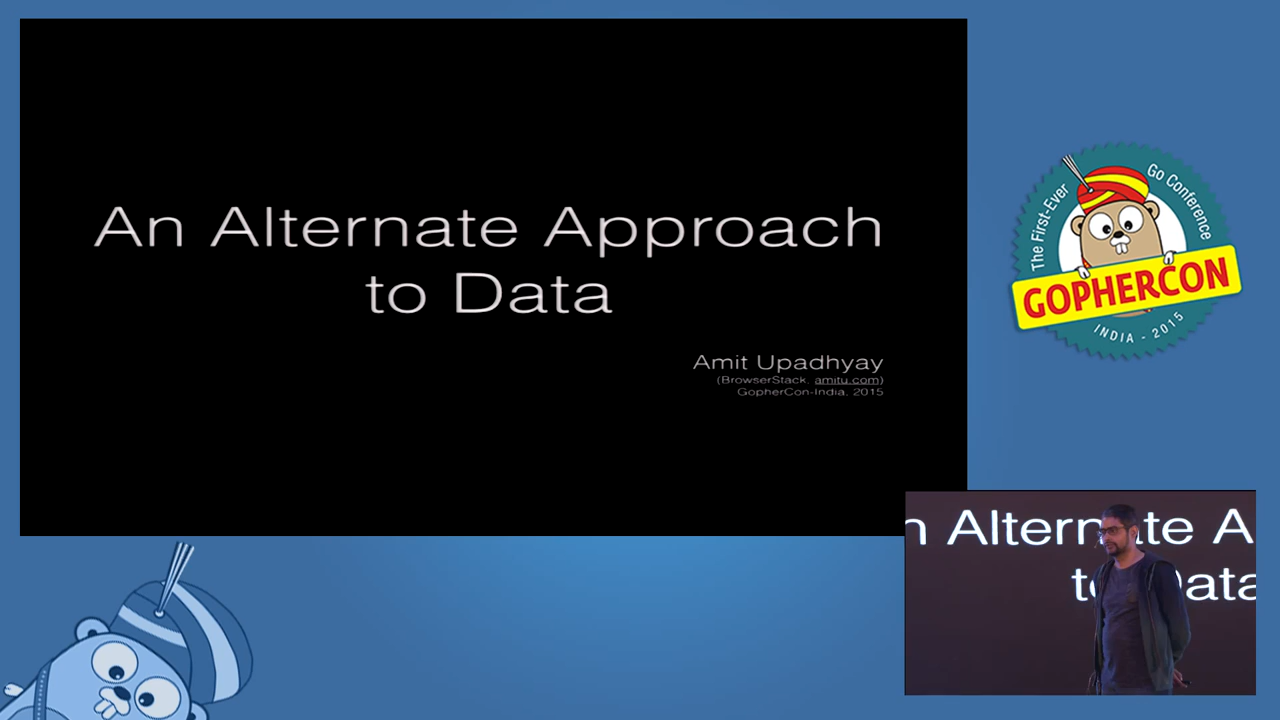 An Alternate Approach
to Data
Amit Upadhyay
(BrowserStack, amitu.com)
GopherCon-India, 2015
The First-Ever
Go Conference
GOPHERCON
INDIA - 2015
n Alternate A
to Data